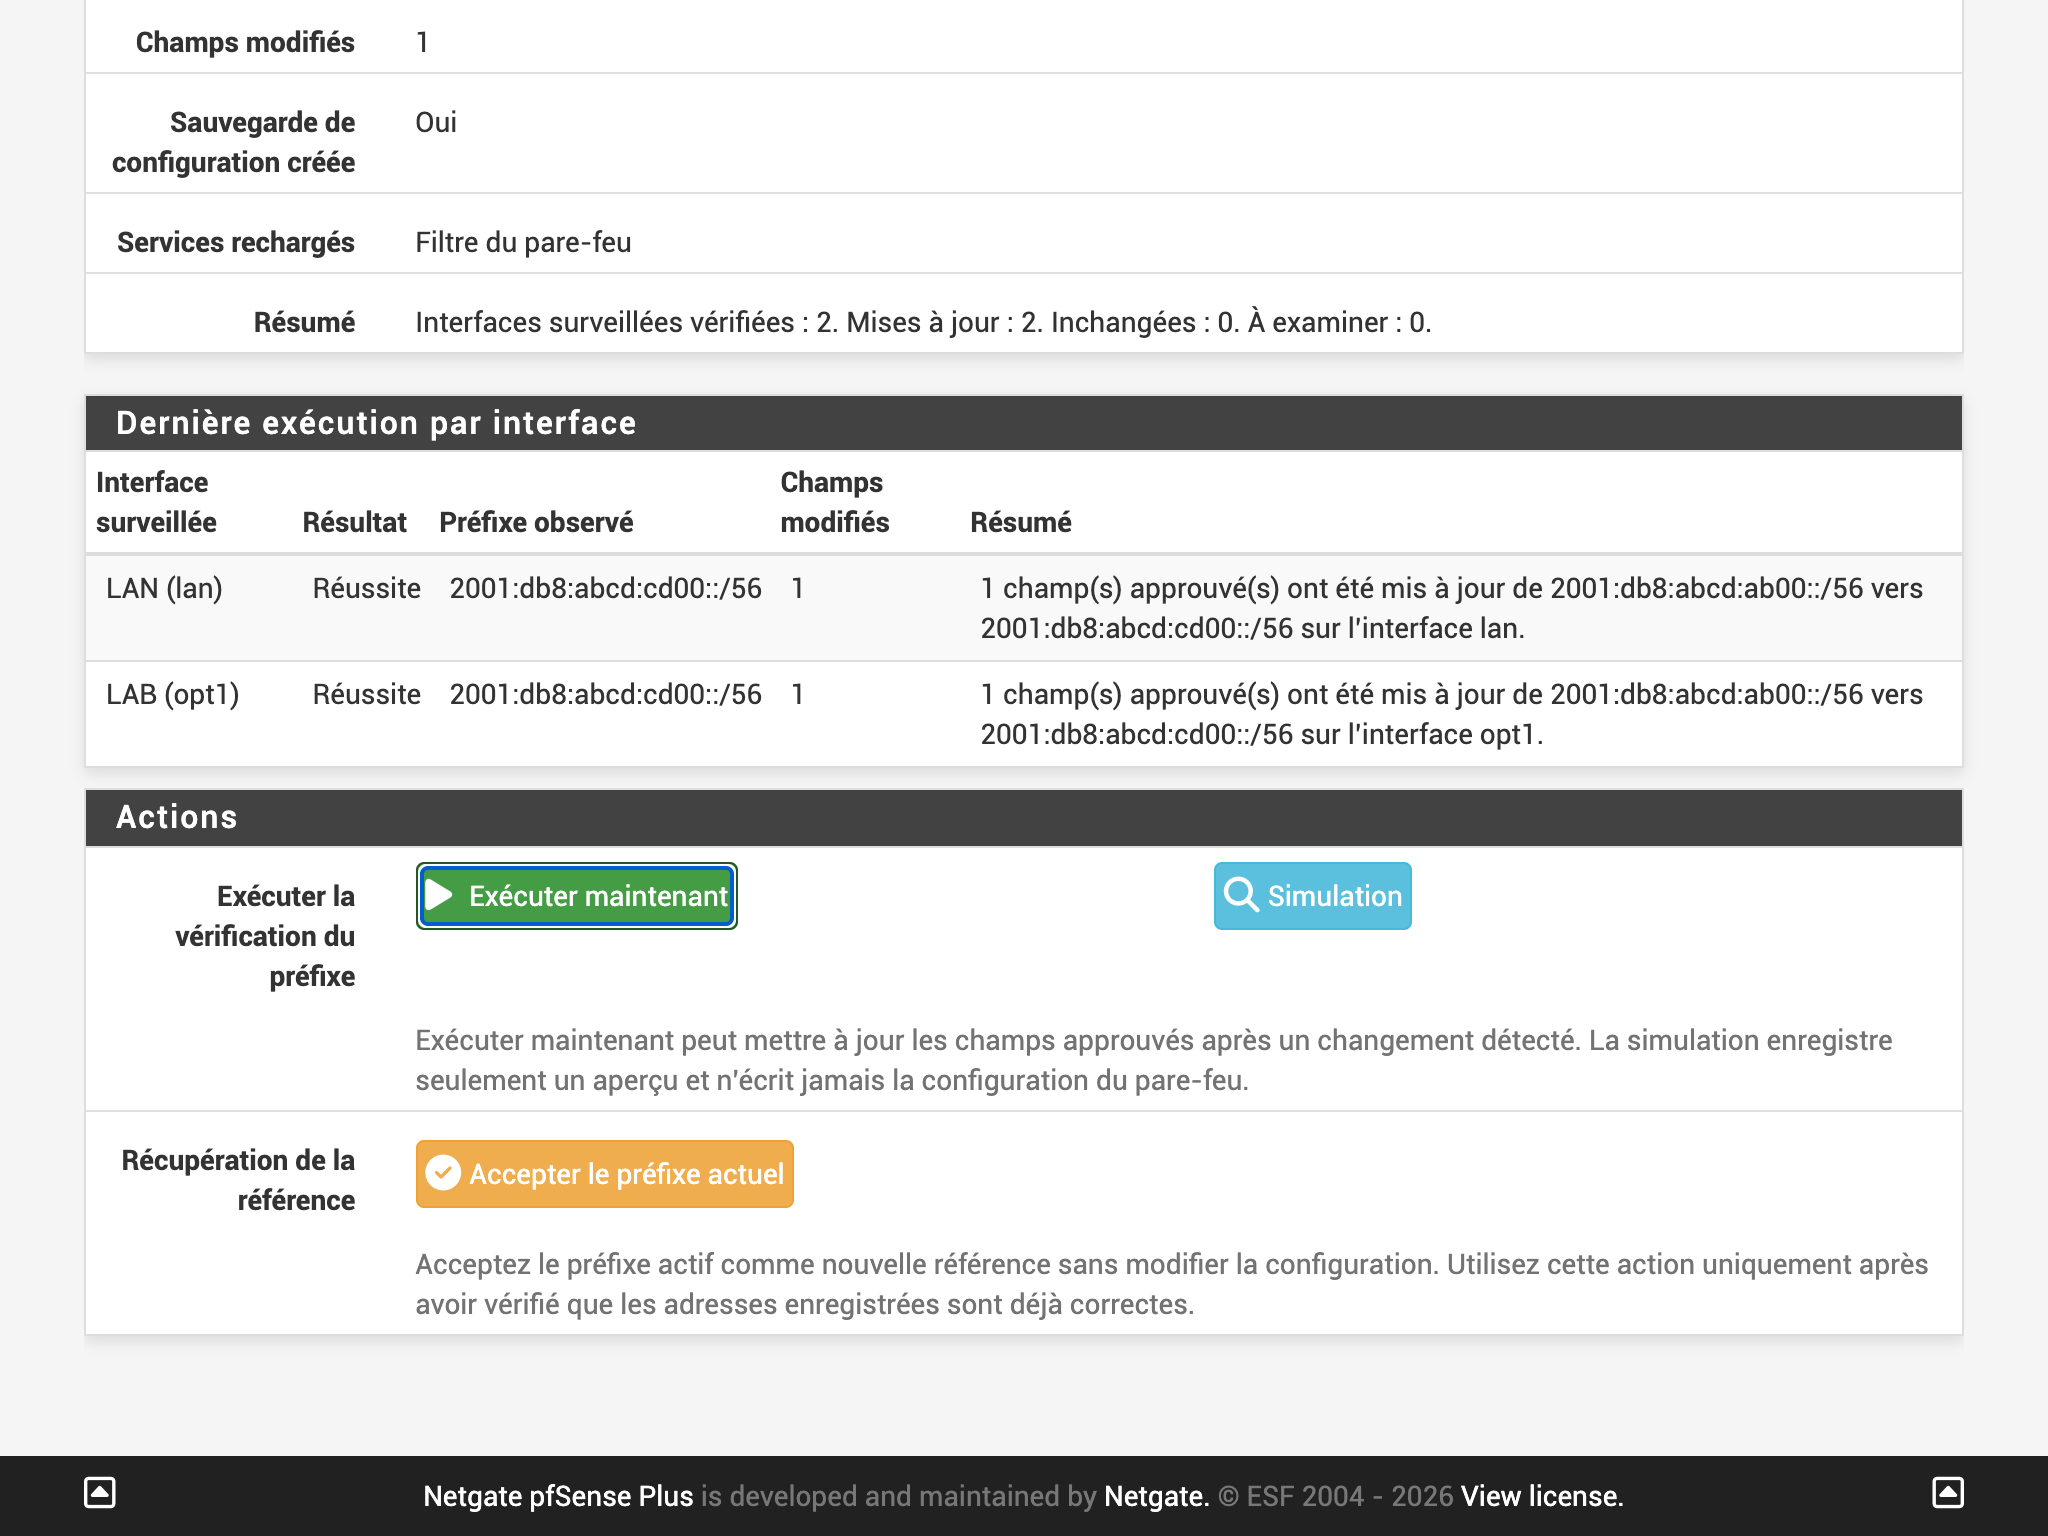 Champs modifiés 1
Sauvegarde de configuration créée Oui
Services rechargés Filtre du pare-feu
Résumé Interfaces surveillées vérifiées : 2. Mises à jour : 2. Inchangées : 0. À examiner : 0.
Dernière exécution par interface
Interface surveillée Résultat Préfixe observé Champs modifiés Résumé
LAN (lan) Réussite 2001:db8:abcd:cd00::/56 1 1 champ(s) approuvé(s) ont été mis à jour de 2001:db8:abcd:ab00::/56 vers
2001:db8:abcd:cd00::/56 sur l'interface lan.
LAB (opt1) Réussite 2001:db8:abcd:cd00::/56 1 1 champ(s) approuvé(s) ont été mis à jour de 2001:db8:abcd:ab00::/56 vers
2001:db8:abcd:cd00::/56 sur l'interface opt1.
Actions
Exécuter la vérification du préfixe
Exécuter maintenant Simulation
Exécuter maintenant peut mettre à jour les champs approuvés après un changement détecté. La simulation enregistre
seulement un aperçu et n'écrit jamais la configuration du pare-feu.
Récupération de la référence
Accepter le préfixe actuel
Acceptez le préfixe actif comme nouvelle référence sans modifier la configuration. Utilisez cette action uniquement après
avoir vérifié que les adresses enregistrées sont déjà correctes.
Netgate pfSense Plus is developed and maintained by Netgate. © ESF 2004 - 2026 View license.